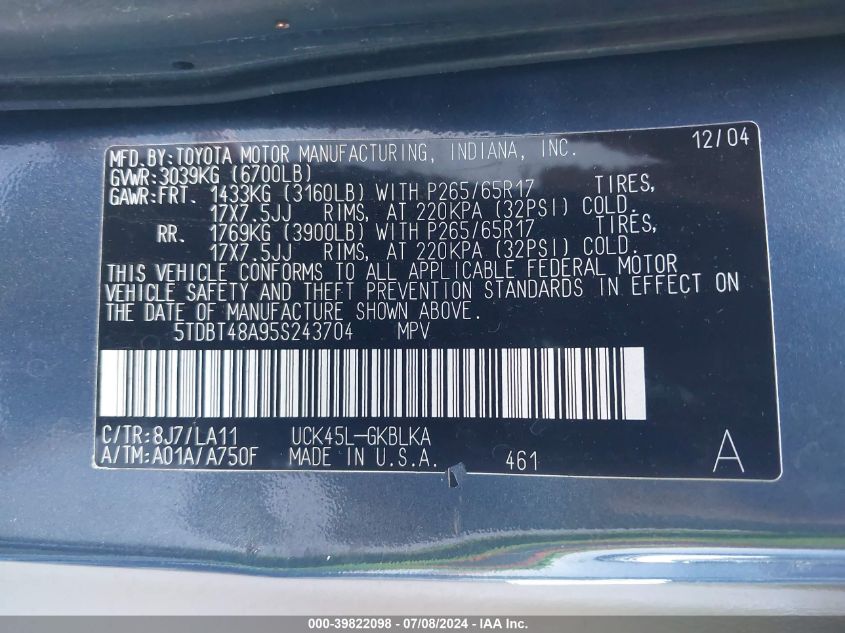 MFD.BY:TOYOTA MOTOR MANUFACTURING, INDIANA, INC. 12/04
GVWR:3039KG (6700LB)
GAWR:FRT. 1433KG (3160LB) WITH P265/65R17 TIRES,
17X7.5JJ RIMS, AT 220KPA (32PSI) COLD.
RR. 1769KG (3900LB) WITH P265/65R17 TIRES,
17X7.5JJ RIMS, AT 220KPA (32PSI) COLD.
THIS VEHICLE CONFORMS TO ALL APPLICABLE FEDERAL MOTOR
VEHICLE SAFETY AND THEFT PREVENTION STANDARDS IN EFFECT ON
THE DATE OF MANUFACTURE SHOWN ABOVE.
5TDBT48A95S243704 MPV
C/TR:8J7/LA11 UCK45L-GKBLKA
A/TM:A01A/A750F MADE IN U.S.A. 461 A
000-39822098 - 07/08/2024 - IAA Inc.